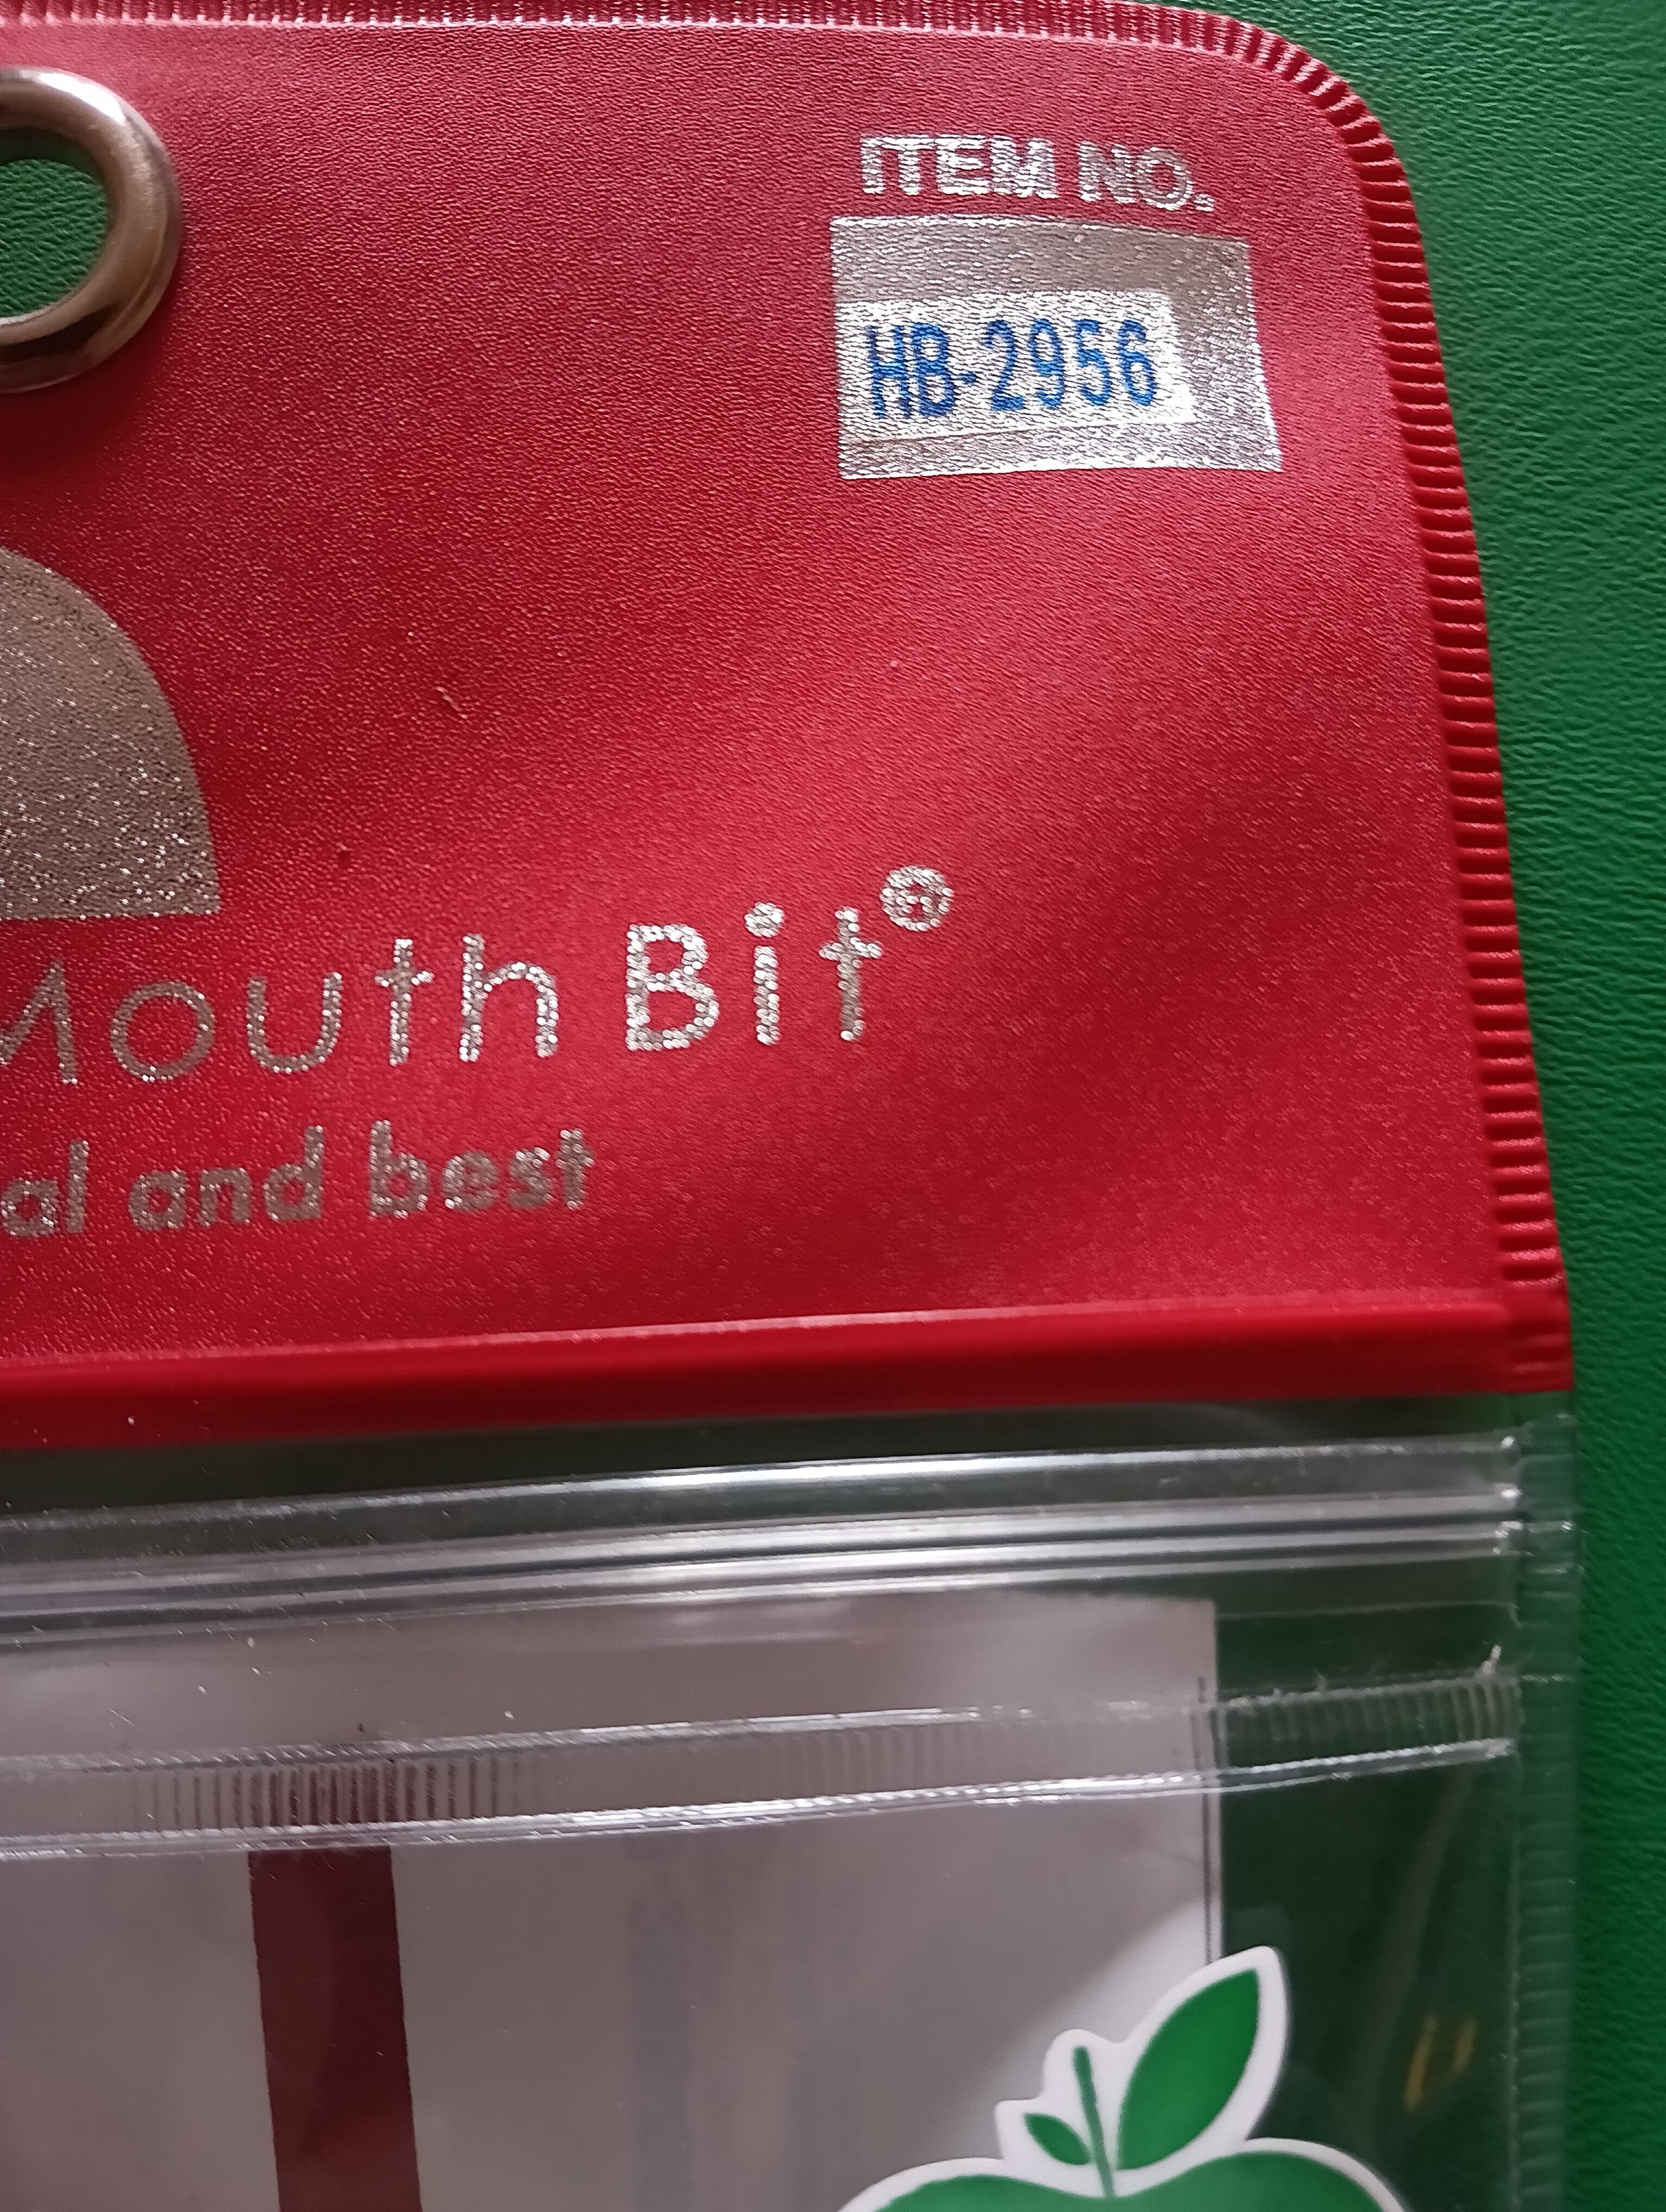 ITEM NO.
HB-2956
Mouth Bit®
al and best